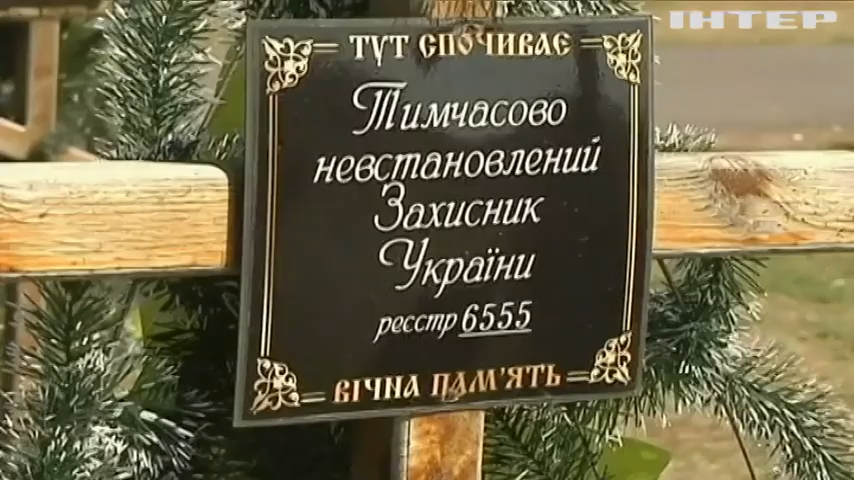 ІНТЕР
ТУТ СПОЧИВАЄ
Тимчасово
невстановлений
Захисник
України
реєстр 6555
ВІЧНА ПАМ'ЯТЬ